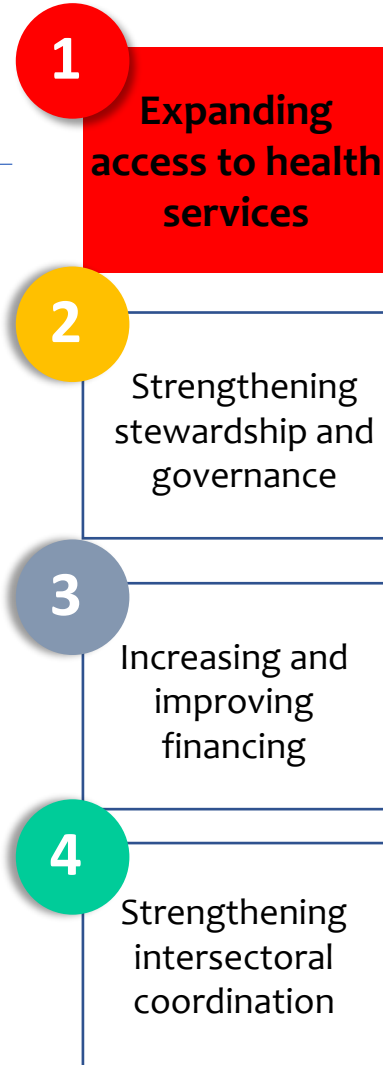 1
Expanding
access to health
services
2
Strengthening
stewardship and
governance
3
Increasing and
improving
financing
4
Strengthening
intersectoral
coordination